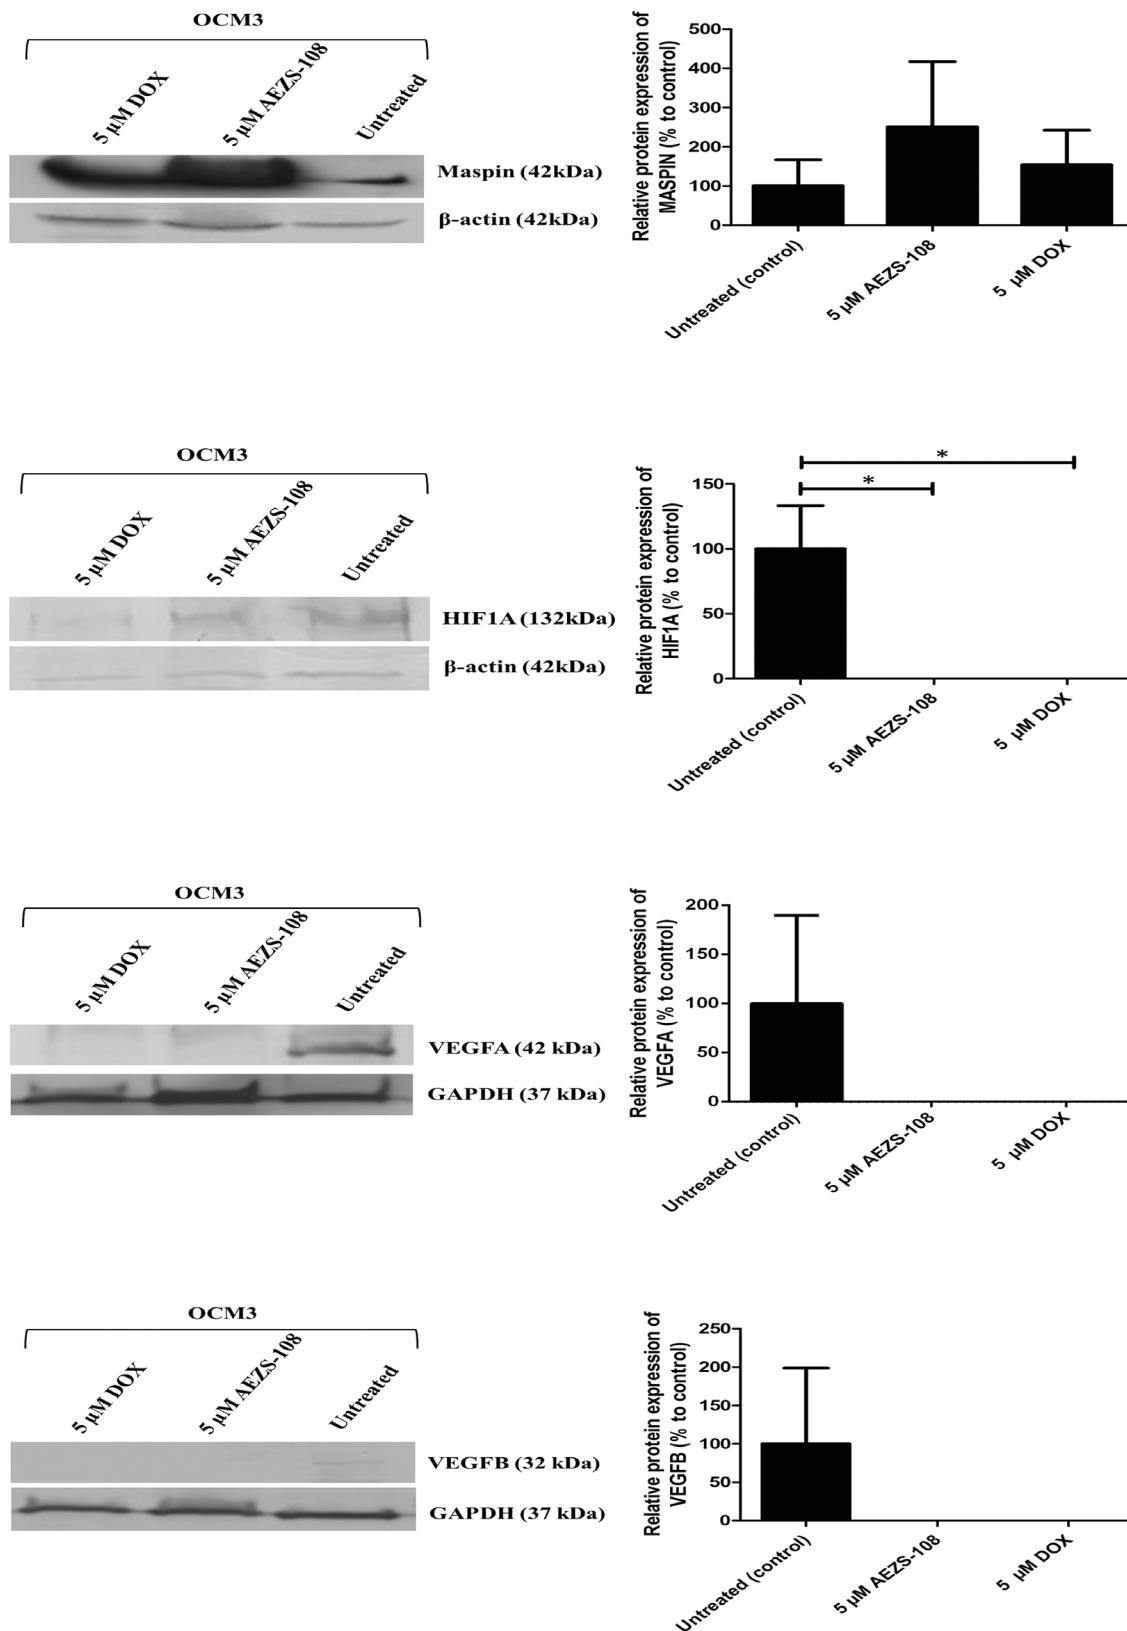 OCM3
5 µM DOX
5 µM AEZS-108
Untreated
Maspin (42kDa)
β-actin (42kDa)
Relative protein expression of
MASPIN (% to control)
500
400
300
200
100
0
Untreated (control)
5 µM AEZS-108
5 µM DOX
OCM3
5 µM DOX
5 µM AEZS-108
Untreated
HIF1A (132kDa)
β-actin (42kDa)
Relative protein expression of
HIF1A (% to control)
*
*
150
100
50
0
Untreated (control)
5 µM AEZS-108
5 µM DOX
OCM3
5 µM DOX
5 µM AEZS-108
Untreated
VEGFA (42 kDa)
GAPDH (37 kDa)
Relative protein expression of
VEGFA (% to control)
200
150
100
50
0
Untreated (control)
5 µM AEZS-108
5 µM DOX
OCM3
5 µM DOX
5 µM AEZS-108
Untreated
VEGFB (32 kDa)
GAPDH (37 kDa)
Relative protein expression of
VEGFB (% to control)
250
200
150
100
50
0
Untreated (control)
5 µM AEZS-108
5 µM DOX